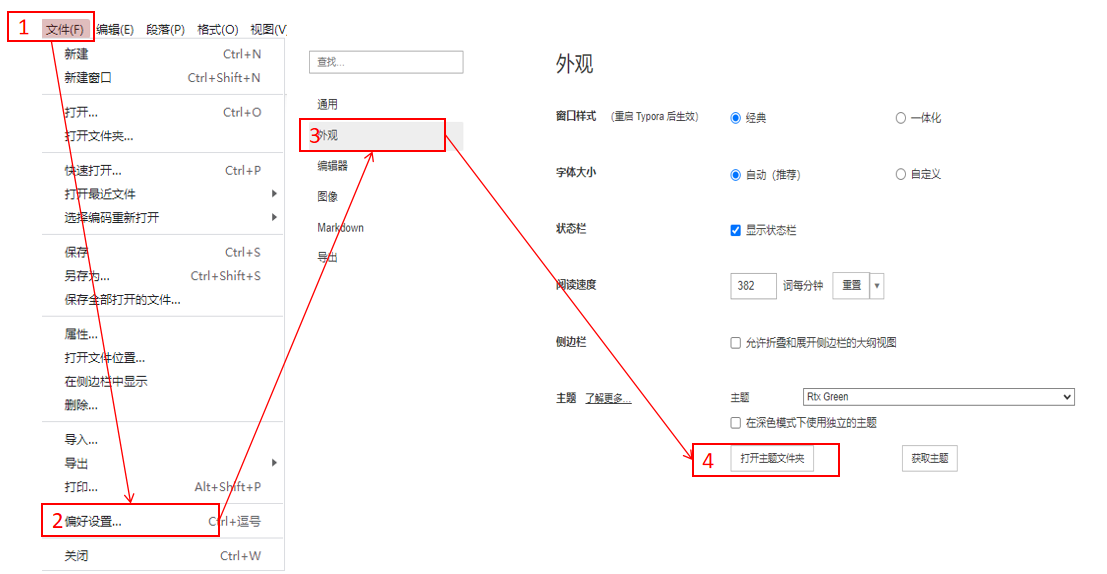 1 文件(F) 编辑(E) 段落(P) 格式(O) 视图(V)
新建 Ctrl+N
新建窗口 Ctrl+Shift+N
打开... Ctrl+O
打开文件夹...
快速打开... Ctrl+P
打开最近文件
选择编码重新打开
保存 Ctrl+S
另存为... Ctrl+Shift+S
保存全部打开的文件...
属性...
打开文件位置...
在侧边栏中显示
删除...
导入...
导出
打印... Alt+Shift+P
2 偏好设置... Ctrl+逗号
关闭 Ctrl+W
查找...
通用
3 外观
编辑器
图像
Markdown
导出
外观
窗口样式 (重启 Typora 后生效) 经典 一体化
字体大小 自动（推荐） 自定义
状态栏 显示状态栏
阅读速度 382 词每分钟 重置
侧边栏 允许折叠和展开侧边栏的大纲视图
主题 了解更多... 主题 Rtx Green
在深色模式下使用独立的主题
4 打开主题文件夹 获取主题